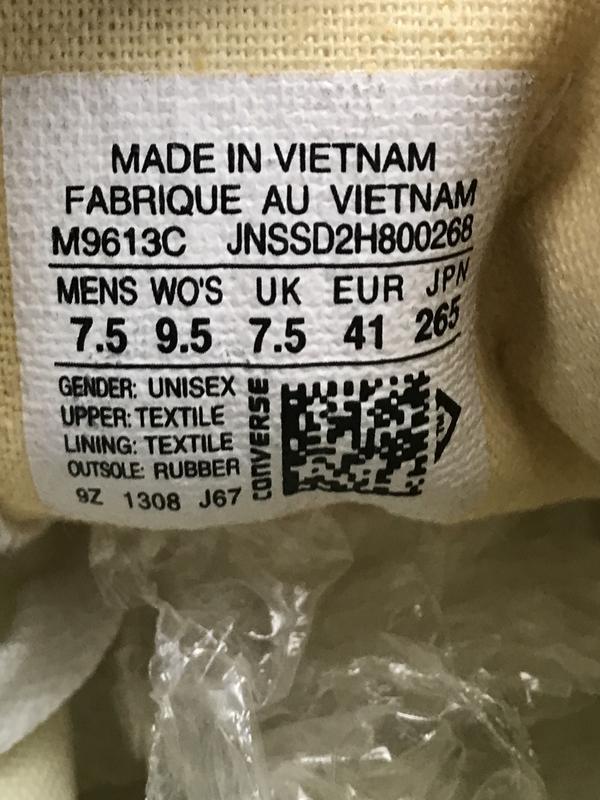 MADE IN VIETNAM
FABRIQUE AU VIETNAM
M9613C JNSSD2H800268
MENS WO'S UK EUR JPN
7.5 9.5 7.5 41 265
GENDER: UNISEX
UPPER: TEXTILE
LINING: TEXTILE
OUTSOLE: RUBBER
9Z 1308 J67
CONVERSE